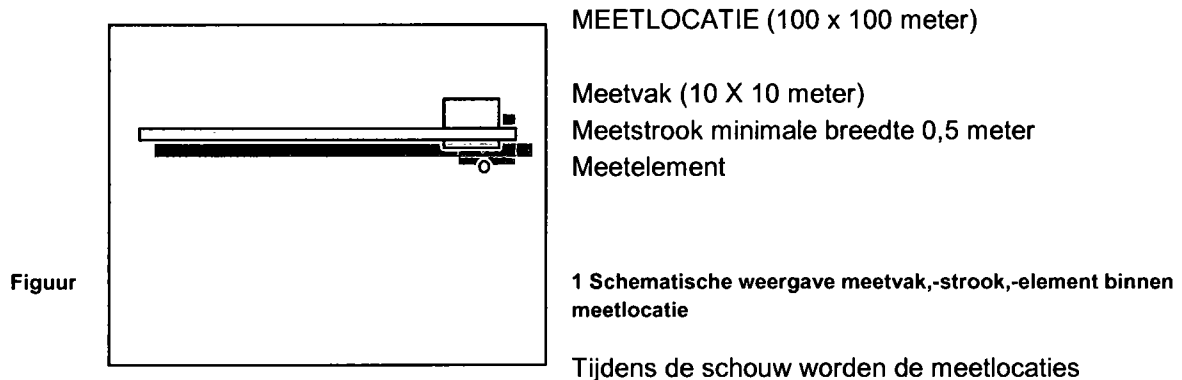 MEETLOCATIE (100 x 100 meter)
Meetvak (10 X 10 meter)
Meetstrook minimale breedte 0,5 meter
Meetelement
Figuur 1 Schematische weergave meetvak,-strook,-element binnen
meetlocatie
Tijdens de schouw worden de meetlocaties